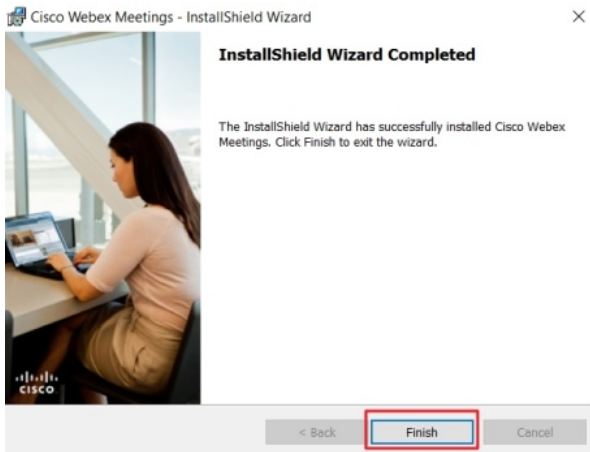 Cisco Webex Meetings - InstallShield Wizard
InstallShield Wizard Completed
The InstallShield Wizard has successfully installed Cisco Webex
Meetings. Click Finish to exit the wizard.
CISCO
< Back
Finish
Cancel